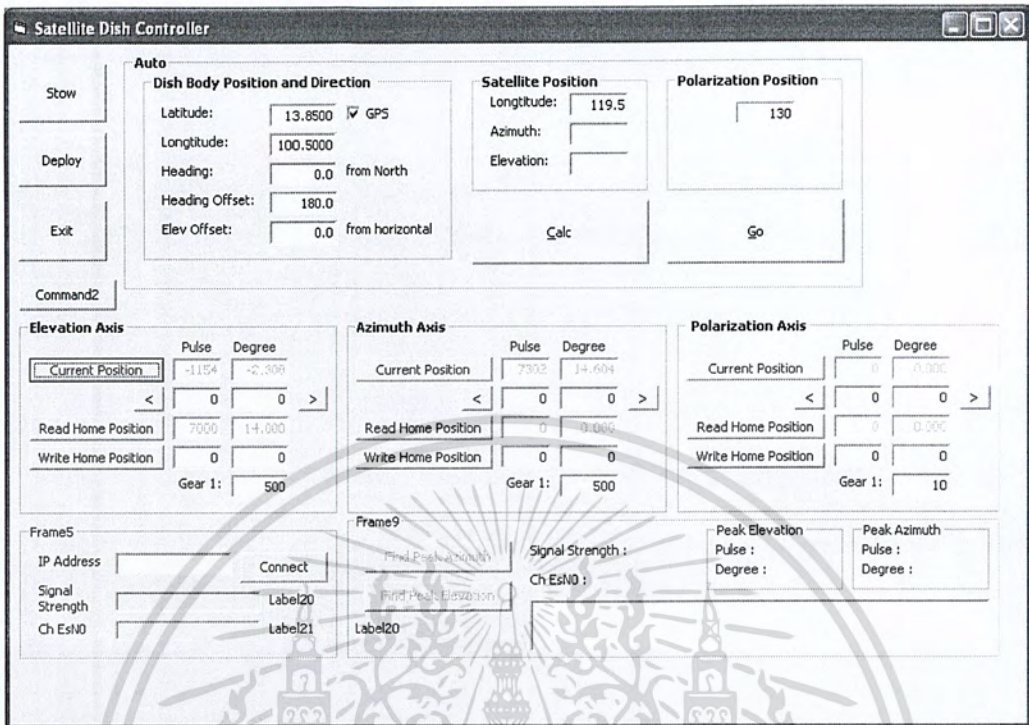 Satellite Dish Controller
Stow
Deploy
Exit
Command2
Auto
Dish Body Position and Direction
Latitude: 13.8500 GPS
Longtitude: 100.5000
Heading: 0.0 from North
Heading Offset: 180.0
Elev Offset: 0.0 from horizontal
Satellite Position
Longtitude: 119.5
Azimuth:
Elevation:
Polarization Position
130
Calc
Go
Elevation Axis
Pulse Degree
Current Position -1154 -2.308
< 0 0 >
Read Home Position 7000 14.000
Write Home Position 0 0
Gear 1: 500
Azimuth Axis
Pulse Degree
Current Position 7302 14.604
< 0 0 >
Read Home Position 0 0.000
Write Home Position 0 0
Gear 1: 500
Polarization Axis
Pulse Degree
Current Position 0 0.000
< 0 0 >
Read Home Position 0 0.000
Write Home Position 0 0
Gear 1: 10
Frame5
IP Address Connect
Signal
Strength Label20
Ch EsN0 Label21
Frame9
Find Peak Azimuth
Find Peak Elevation
Label20
Signal Strength :
Ch EsN0 :
Peak Elevation
Pulse :
Degree :
Peak Azimuth
Pulse :
Degree :